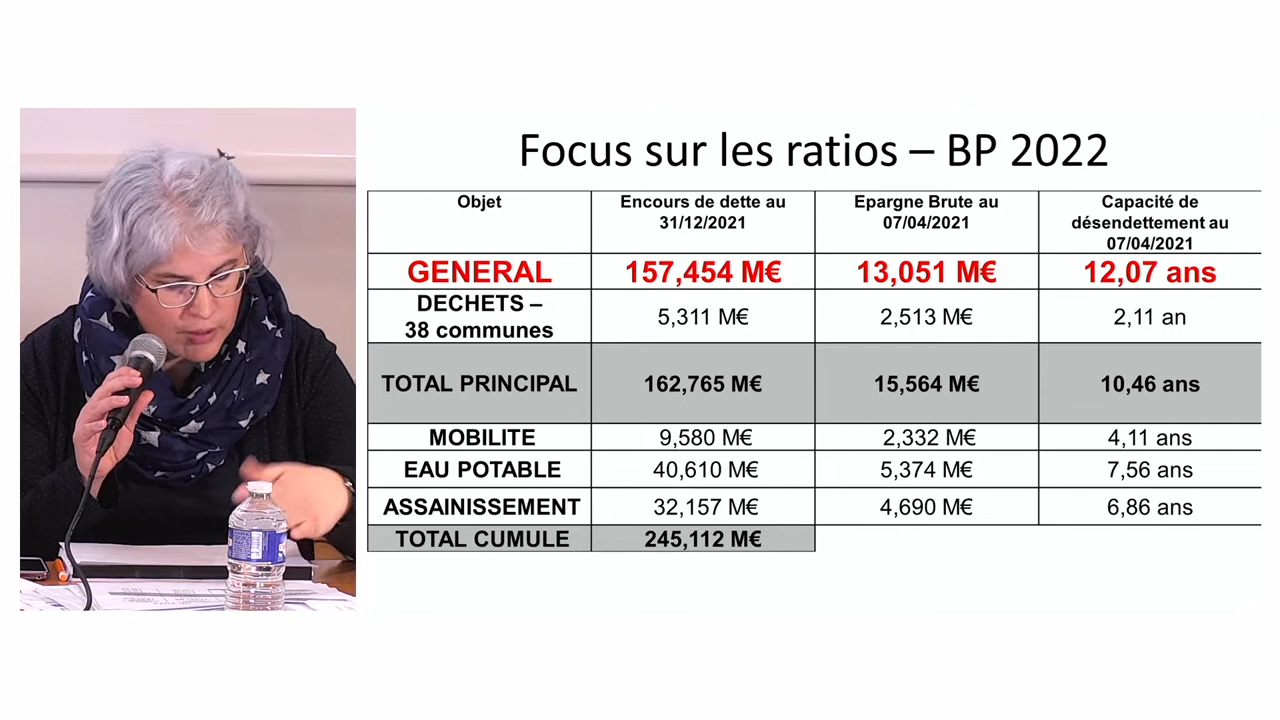 Focus sur les ratios – BP 2022
Objet
Encours de dette au
31/12/2021
Epargne Brute au
07/04/2021
Capacité de
désendettement au
07/04/2021
GENERAL
157,454 M€
13,051 M€
12,07 ans
DECHETS –
38 communes
5,311 M€
2,513 M€
2,11 an
TOTAL PRINCIPAL
162,765 M€
15,564 M€
10,46 ans
MOBILITE
9,580 M€
2,332 M€
4,11 ans
EAU POTABLE
40,610 M€
5,374 M€
7,56 ans
ASSAINISSEMENT
32,157 M€
4,690 M€
6,86 ans
TOTAL CUMULE
245,112 M€